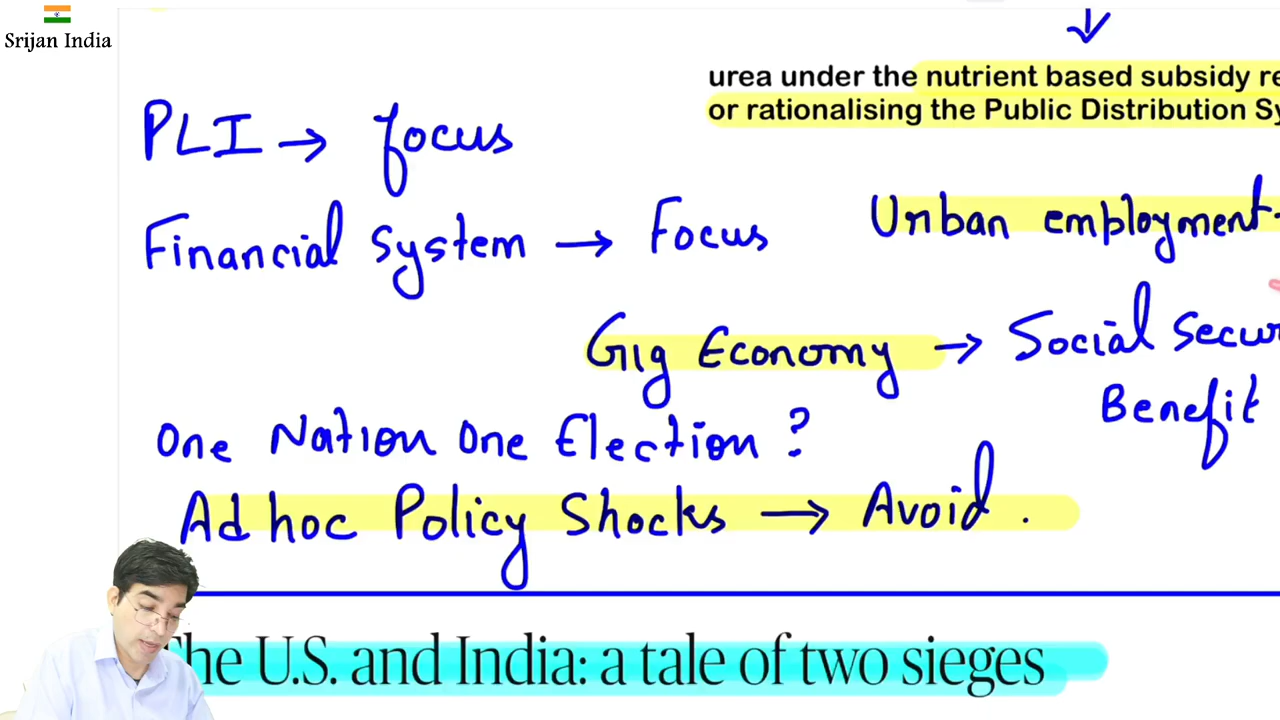 Srijan India
urea under the nutrient based subsidy re
or rationalising the Public Distribution Sy
PLI → focus
Financial System → Focus
Urban employment
Gig Economy → Social Secur
Benefit
One Nation One Election ?
Ad hoc Policy Shocks → Avoid .
The U.S. and India: a tale of two sieges